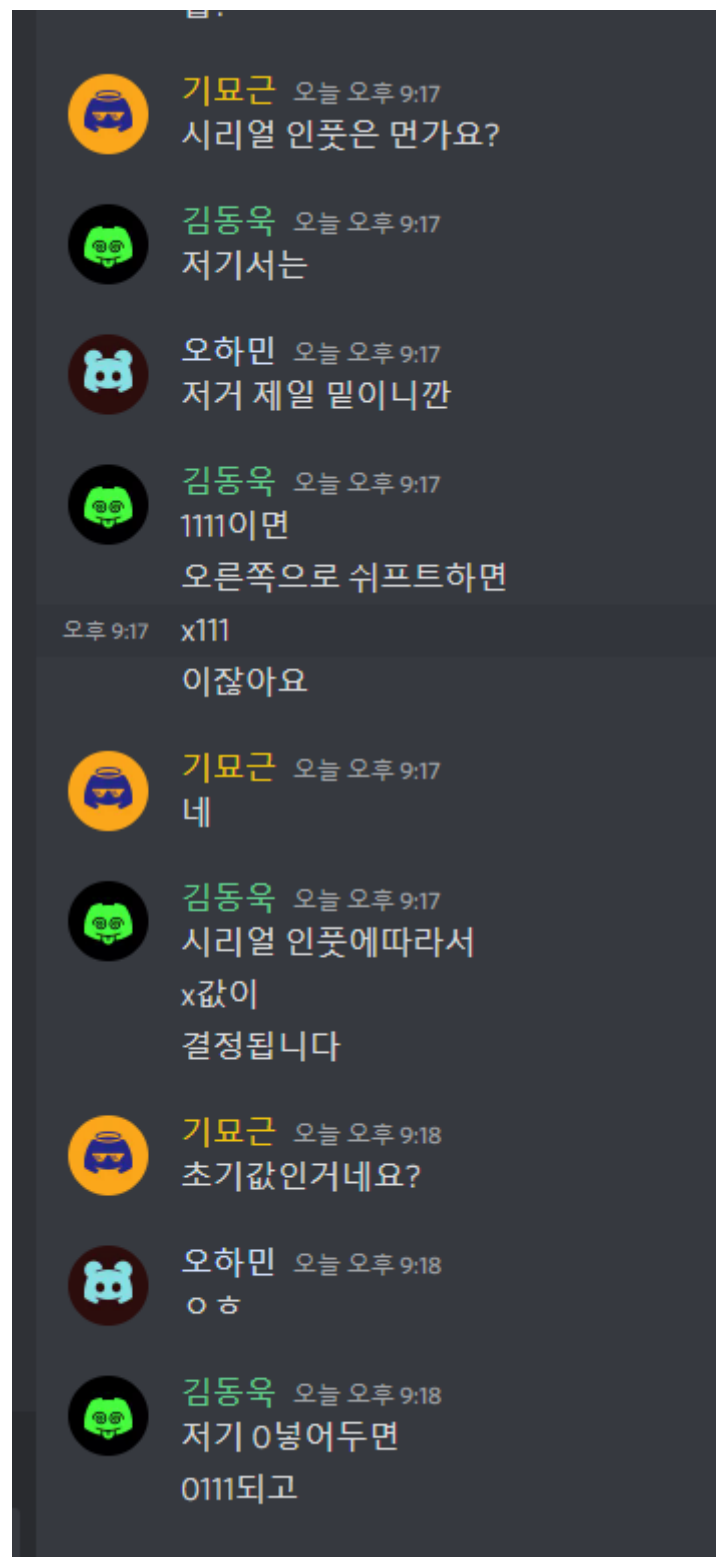 기묘근 오늘 오후 9:17
시리얼 인풋은 먼가요?
김동욱 오늘 오후 9:17
저기서는
오하민 오늘 오후 9:17
저거 제일 밑이니깐
김동욱 오늘 오후 9:17
1111이면
오른쪽으로 쉬프트하면
오후 9:17 x111
이잖아요
기묘근 오늘 오후 9:17
네
김동욱 오늘 오후 9:17
시리얼 인풋에따라서
x값이
결정됩니다
기묘근 오늘 오후 9:18
초기값인거네요?
오하민 오늘 오후 9:18
ㅇㅎ
김동욱 오늘 오후 9:18
저기 0넣어두면
0111되고